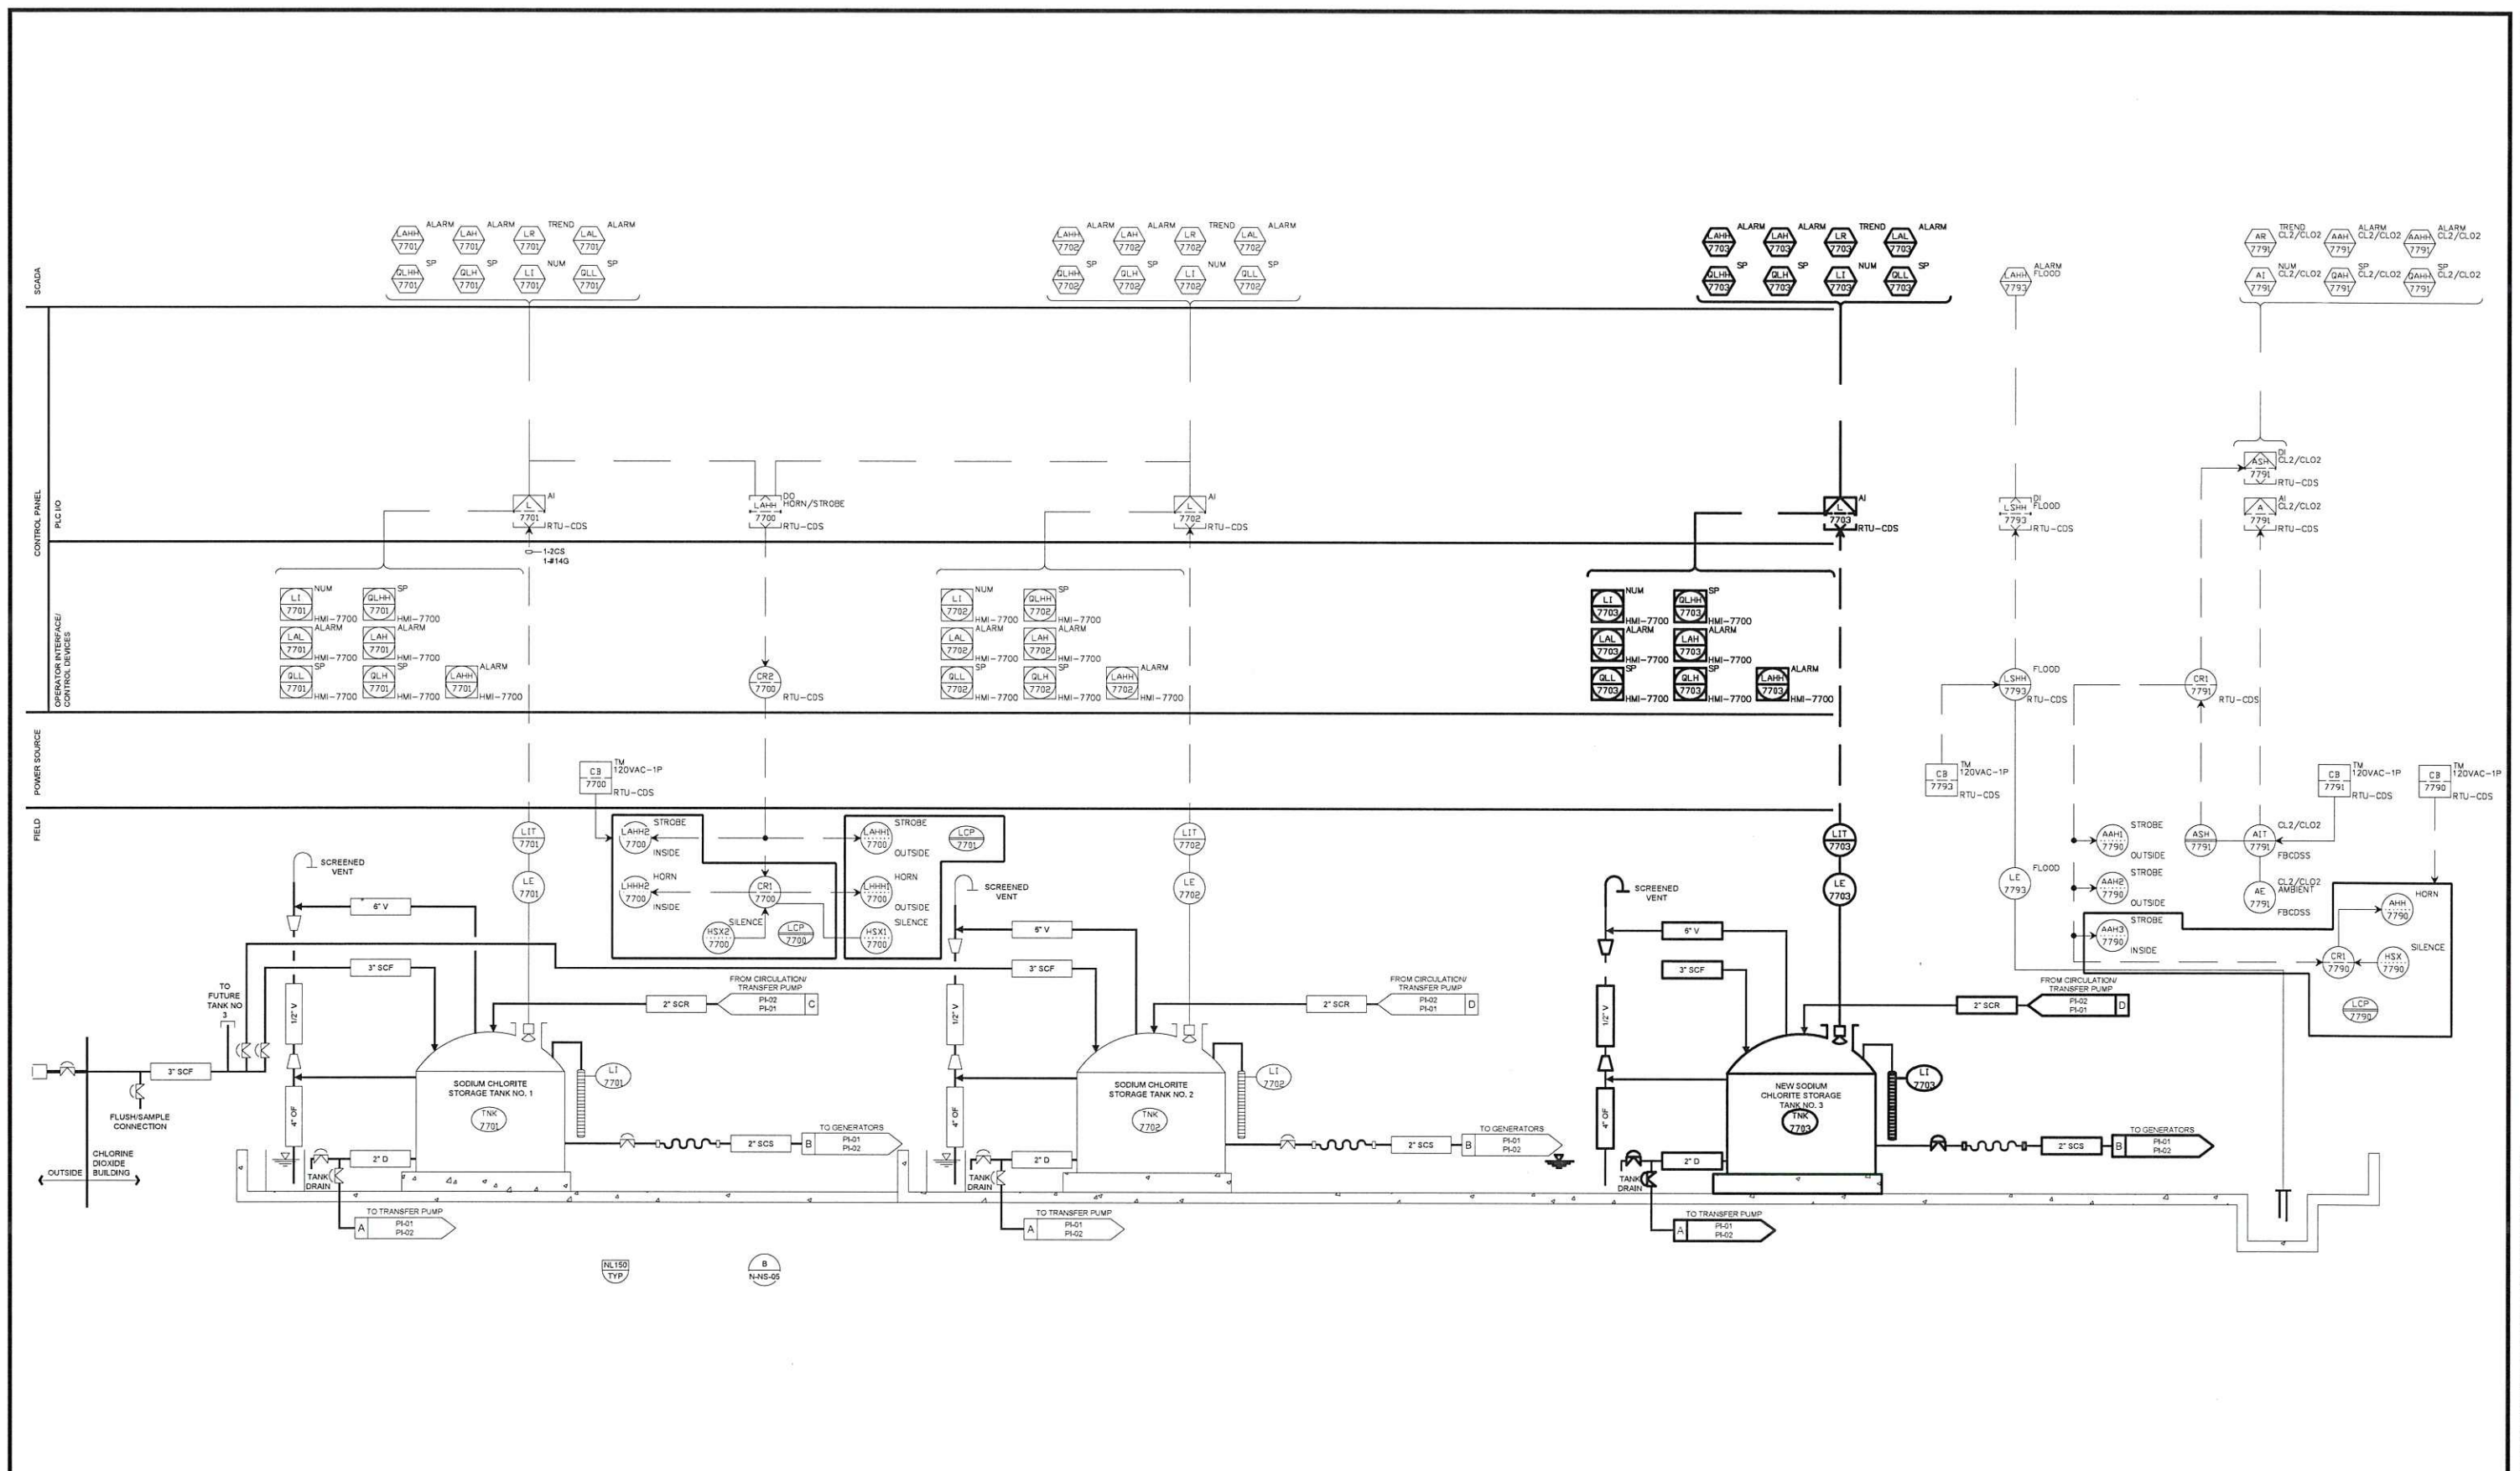 SCADA
LAHH 7701 ALARM
LAH 7701 ALARM
LR 7701 TREND
LAL 7701 ALARM
QLHH 7701 SP
QLH 7701 SP
LI 7701 NUM
QLL 7701 SP
LAHH 7702 ALARM
LAH 7702 ALARM
LR 7702 TREND
LAL 7702 ALARM
QLHH 7702 SP
QLH 7702 SP
LI 7702 NUM
QLL 7702 SP
LAHH 7703 ALARM
LAH 7703 ALARM
LR 7703 TREND
LAL 7703 ALARM
QLHH 7703 SP
QLH 7703 SP
LI 7703 NUM
QLL 7703 SP
LAHH 7793 ALARM FLOOD
AR 7791 TREND CL2/CLO2
AAH 7791 ALARM CL2/CLO2
AAHH 7791 ALARM CL2/CLO2
AI 7791 NUM CL2/CLO2
QAH 7791 SP CL2/CLO2
QAHH 7791 SP CL2/CLO2
CONTROL PANEL
PLC I/O
L 7701 AI RTU-CDS
LAHH 7700 DO HORN/STROBE RTU-CDS
L 7702 AI RTU-CDS
L 7703 AI RTU-CDS
LSHH 7793 DI FLOOD RTU-CDS
ASH 7791 DI CL2/CLO2 RTU-CDS
A 7791 AI CL2/CLO2 RTU-CDS
1-2CS
1-#14G
OPERATOR INTERFACE/
CONTROL DEVICES
LI 7701 NUM HMI-7700
QLHH 7701 SP HMI-7700
LAL 7701 ALARM HMI-7700
LAH 7701 ALARM HMI-7700
QLL 7701 SP HMI-7700
QLH 7701 SP HMI-7700
LAHH 7701 ALARM HMI-7700
CR2 7700 RTU-CDS
LI 7702 NUM HMI-7700
QLHH 7702 SP HMI-7700
LAL 7702 ALARM HMI-7700
LAH 7702 ALARM HMI-7700
QLL 7702 SP HMI-7700
QLH 7702 SP HMI-7700
LAHH 7702 ALARM HMI-7700
LI 7703 NUM HMI-7700
QLHH 7703 SP HMI-7700
LAL 7703 ALARM HMI-7700
LAH 7703 ALARM HMI-7700
QLL 7703 SP HMI-7700
QLH 7703 SP HMI-7700
LAHH 7703 ALARM HMI-7700
LSHH 7793 FLOOD RTU-CDS
CR1 7791 RTU-CDS
POWER SOURCE
CB 7700 TM 120VAC-1P RTU-CDS
CB 7793 TM 120VAC-1P RTU-CDS
CB 7791 TM 120VAC-1P RTU-CDS
CB 7790 TM 120VAC-1P RTU-CDS
FIELD
LIT 7701
LE 7701
LAHH2 7700 STROBE INSIDE
LHHH2 7700 HORN INSIDE
CR1 7700
HSX2 7700 SILENCE
LCP 7700
LAHH1 7700 STROBE OUTSIDE
LHHH1 7700 HORN OUTSIDE
HSX1 7700 SILENCE
LCP 7701
LIT 7702
LE 7702
LIT 7703
LE 7703
LE 7793 FLOOD
AAH1 7790 STROBE OUTSIDE
AAH2 7790 STROBE OUTSIDE
AAH3 7790 STROBE INSIDE
ASH 7791
AIT 7791 CL2/CLO2 FBCDSS
AE 7791 CL2/CLO2 AMBIENT FBCDSS
AHH 7790 HORN
CR1 7790
HSX 7790 SILENCE
LCP 7790
SCREENED
VENT
6" V
3" SCF
TO
FUTURE
TANK NO
3
1/2" V
4" OF
3" SCF
FLUSH/SAMPLE
CONNECTION
OUTSIDE
CHLORINE
DIOXIDE
BUILDING
FROM CIRCULATION/
TRANSFER PUMP
2" SCR
PI-02
PI-01
C
SODIUM CHLORITE
STORAGE TANK NO. 1
TNK
7701
LI
7701
2" D
TANK
DRAIN
2" SCS
TO GENERATORS
B
PI-01
PI-02
TO TRANSFER PUMP
A
PI-01
PI-02
SCREENED
VENT
6" V
3" SCF
1/2" V
4" OF
FROM CIRCULATION/
TRANSFER PUMP
2" SCR
PI-02
PI-01
D
SODIUM CHLORITE
STORAGE TANK NO. 2
TNK
7702
LI
7702
2" D
TANK
DRAIN
2" SCS
TO GENERATORS
B
PI-01
PI-02
TO TRANSFER PUMP
A
PI-01
PI-02
SCREENED
VENT
6" V
3" SCF
1/2" V
4" OF
FROM CIRCULATION/
TRANSFER PUMP
2" SCR
PI-02
PI-01
D
NEW SODIUM
CHLORITE STORAGE
TANK NO. 3
TNK
7703
LI
7703
2" D
TANK
DRAIN
2" SCS
TO GENERATORS
B
PI-01
PI-02
TO TRANSFER PUMP
A
PI-01
PI-02
NL150
TYP
B
N-NS-05